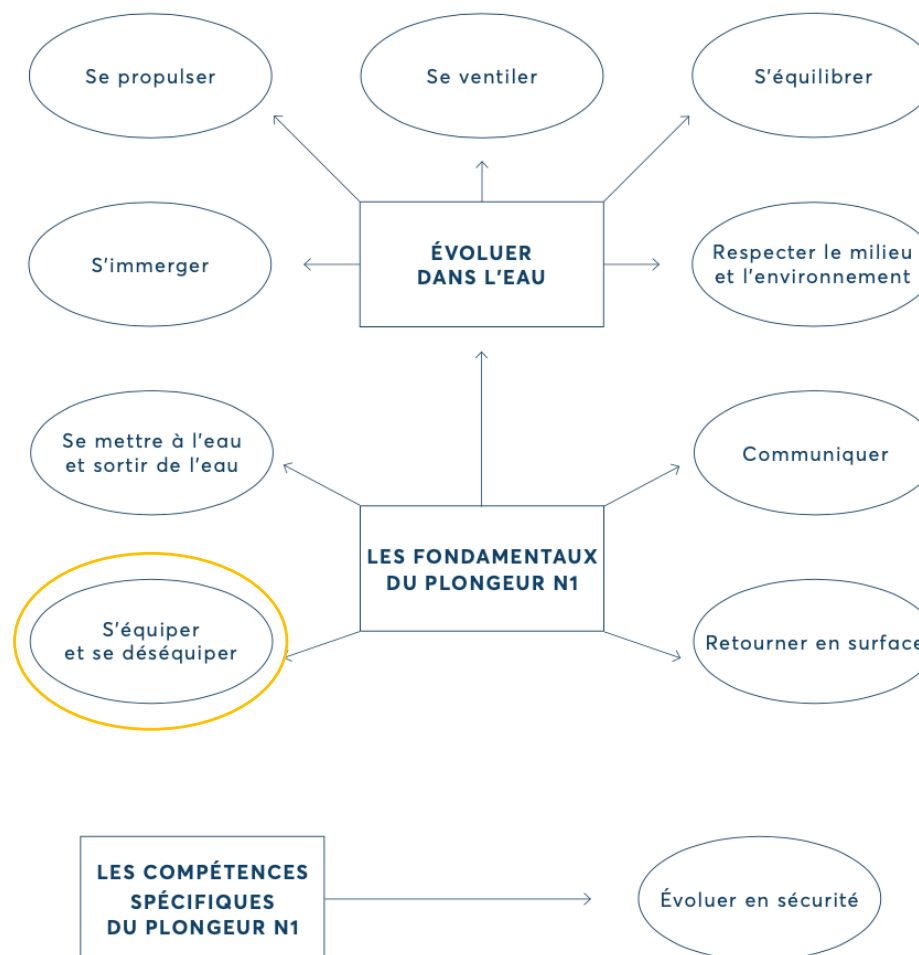 Se propulser
Se ventiler
S'équilibrer
S'immerger
ÉVOLUER
DANS L'EAU
Respecter le milieu
et l'environnement
Se mettre à l'eau
et sortir de l'eau
Communiquer
LES FONDAMENTAUX
DU PLONGEUR N1
S'équiper
et se déséquiper
Retourner en surface
LES COMPÉTENCES
SPÉCIFIQUES
DU PLONGEUR N1
Évoluer en sécurité